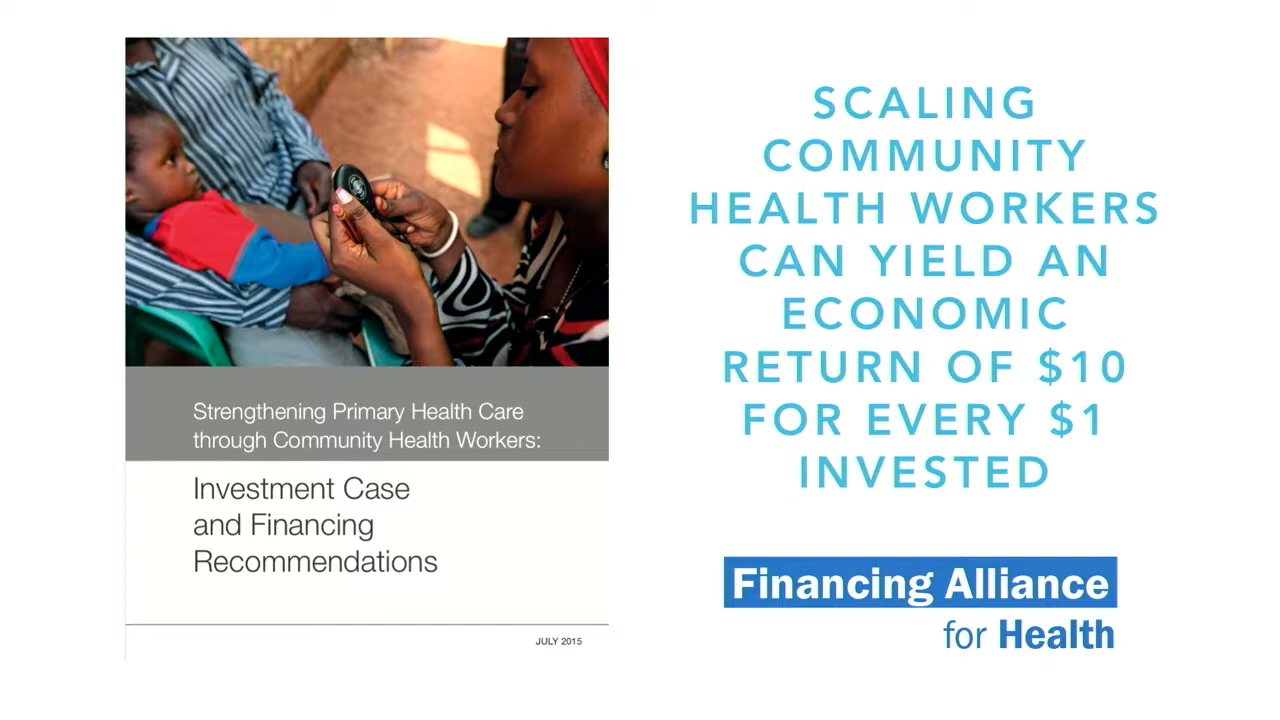 Strengthening Primary Health Care
through Community Health Workers:
Investment Case
and Financing
Recommendations
JULY 2015
SCALING
COMMUNITY
HEALTH WORKERS
CAN YIELD AN
ECONOMIC
RETURN OF $10
FOR EVERY $1
INVESTED
Financing Alliance
for Health